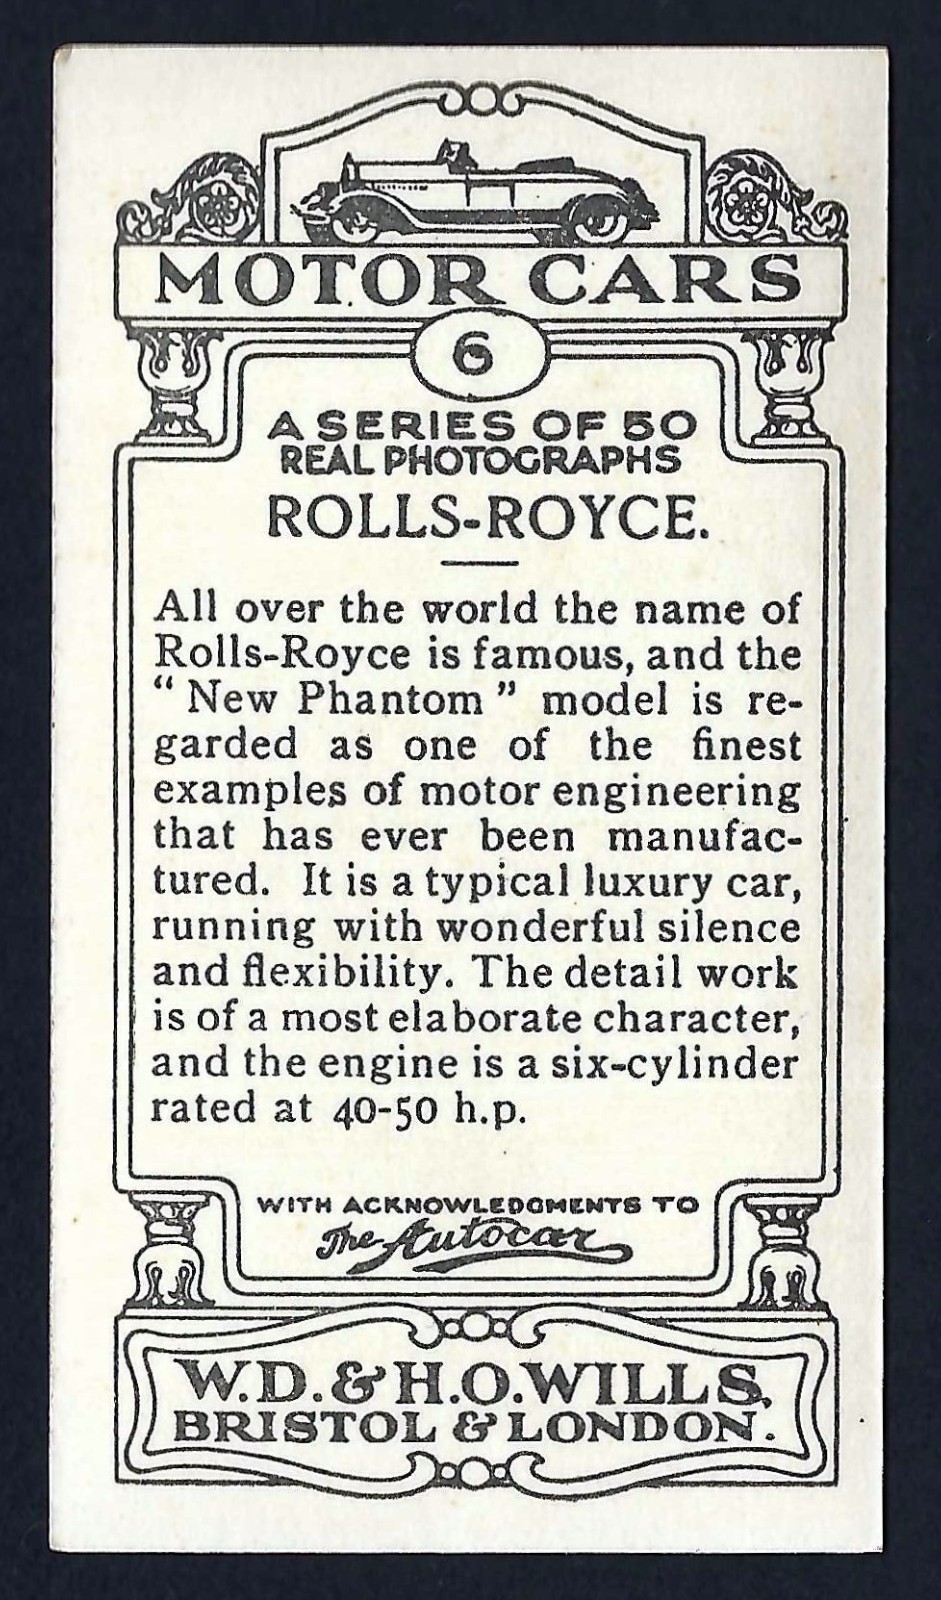 MOTOR CARS
6
A SERIES OF 50
REAL PHOTOGRAPHS
ROLLS-ROYCE.
All over the world the name of
Rolls-Royce is famous, and the
“ New Phantom ” model is re-
garded as one of the finest
examples of motor engineering
that has ever been manufac-
tured. It is a typical luxury car,
running with wonderful silence
and flexibility. The detail work
is of a most elaborate character,
and the engine is a six-cylinder
rated at 40-50 h.p.
WITH ACKNOWLEDGMENTS TO
The Autocar
W.D. & H.O. WILLS,
BRISTOL & LONDON.